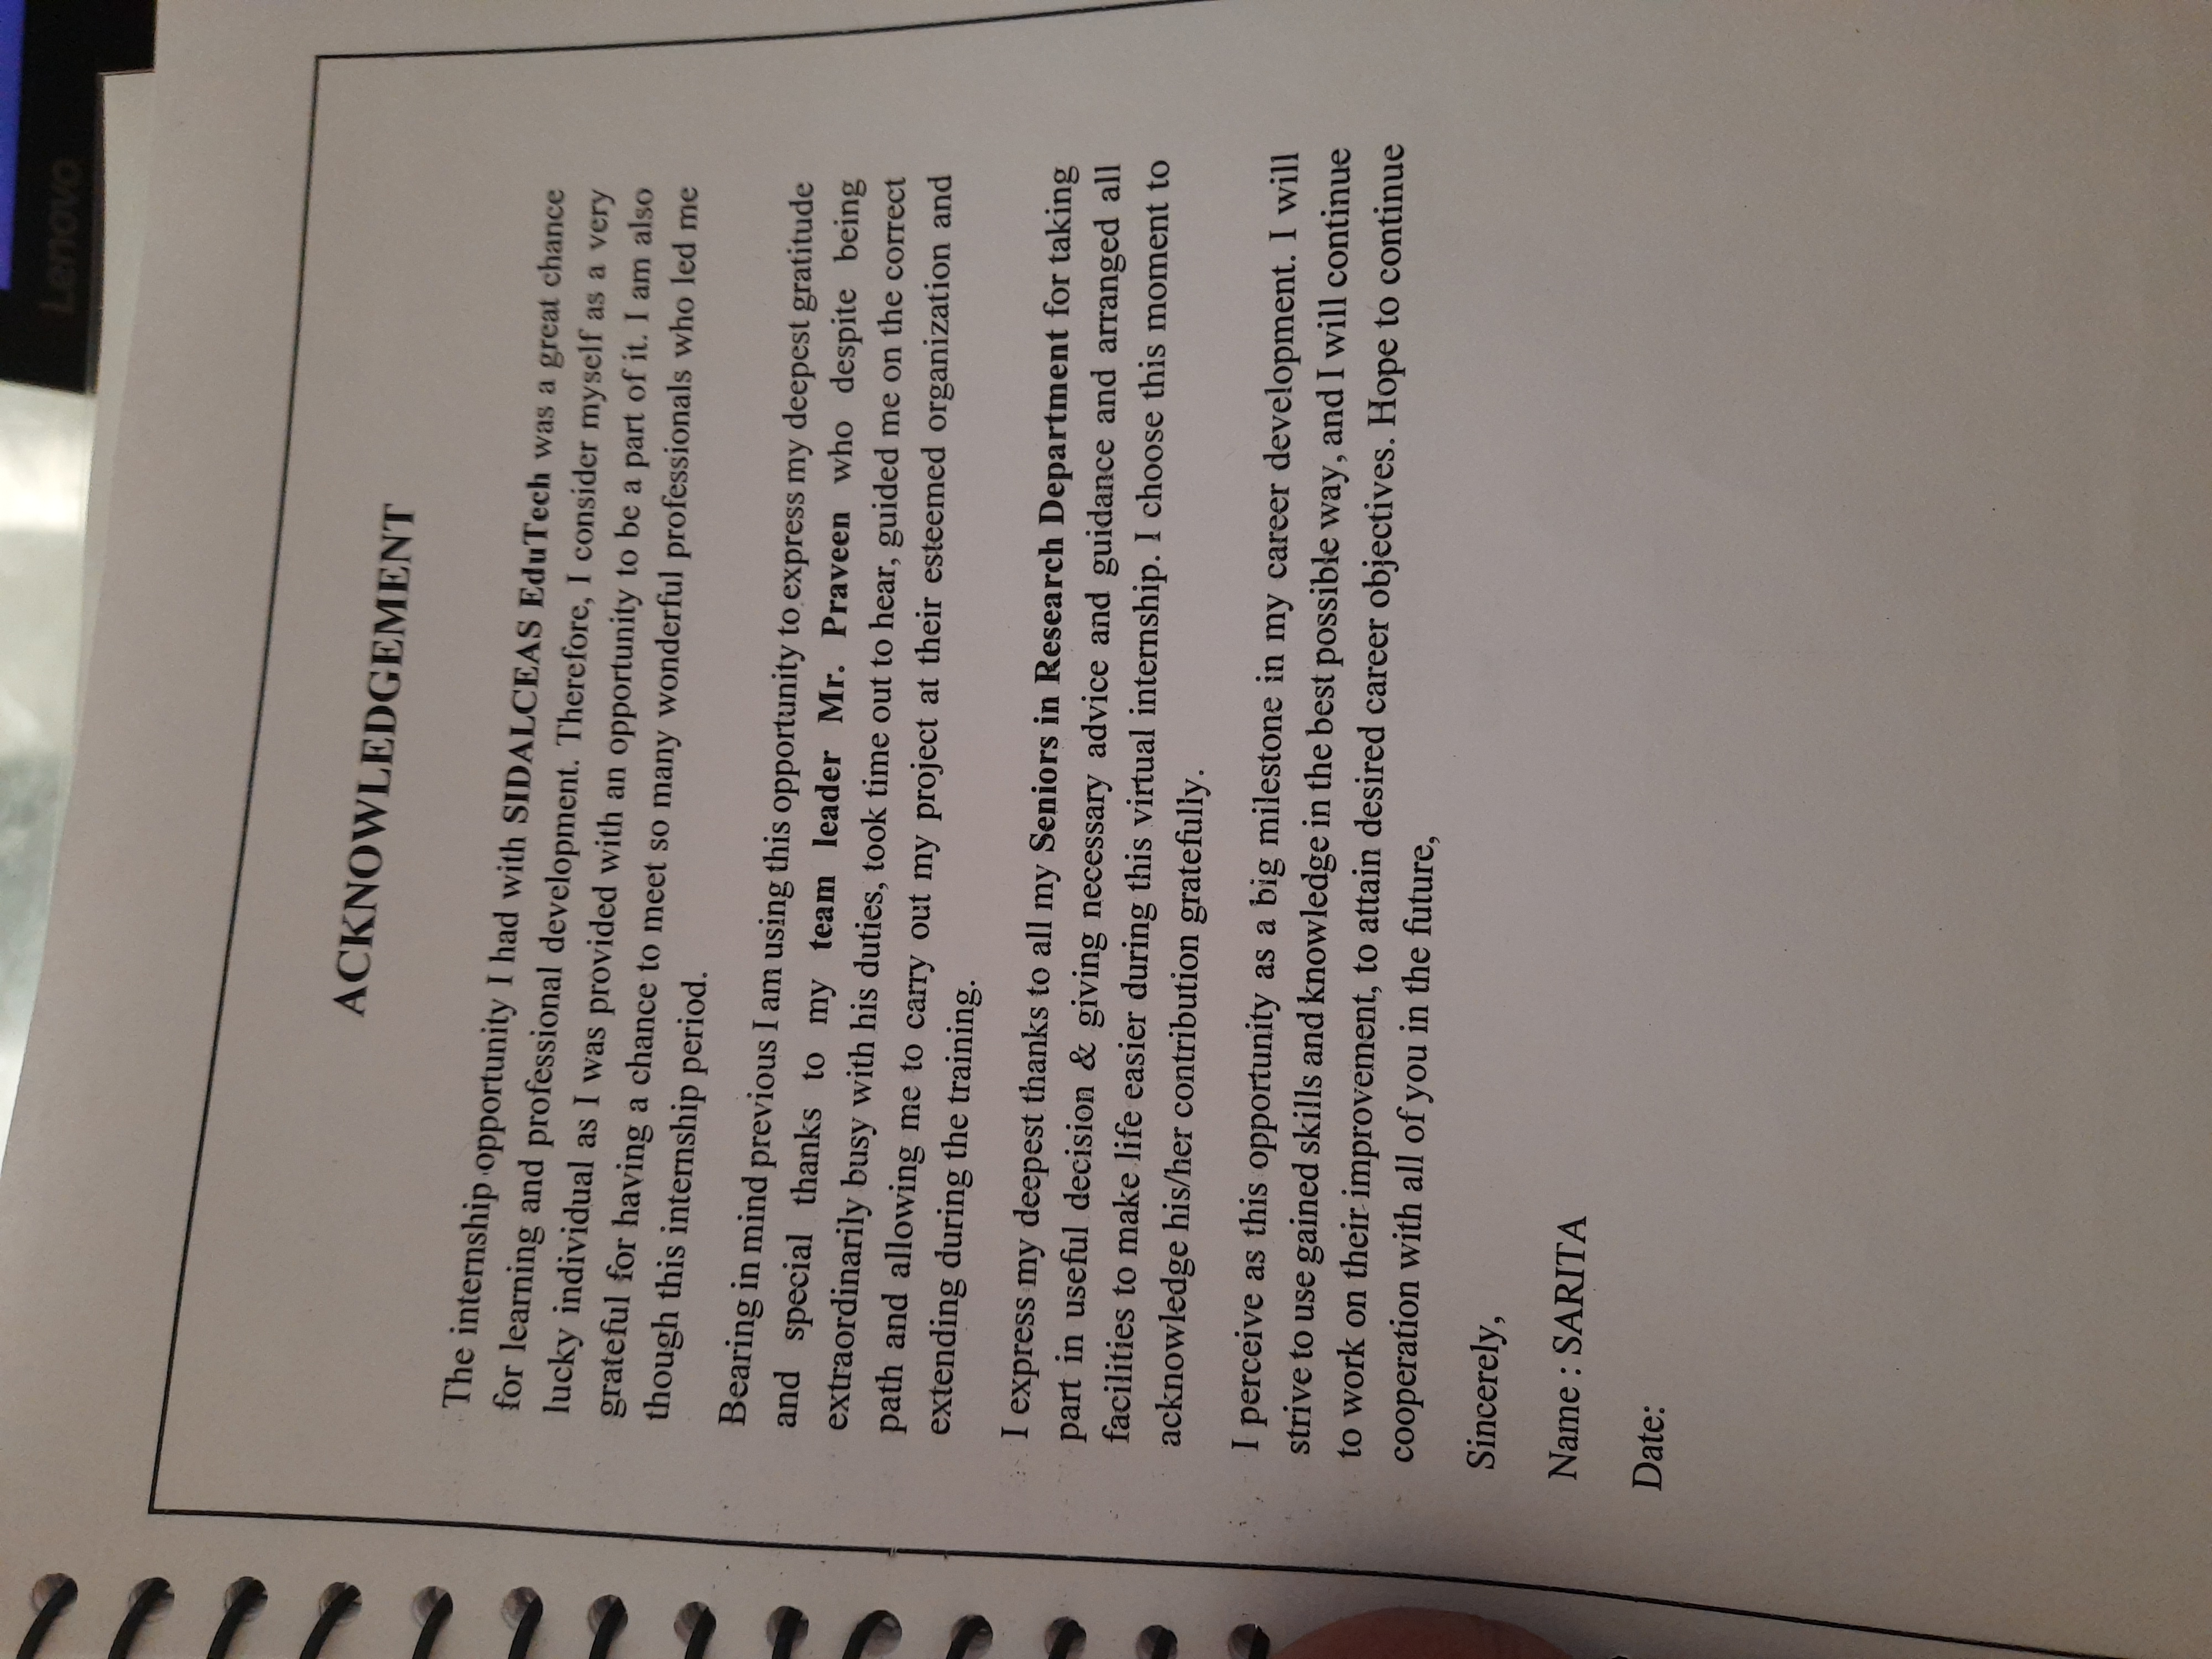 Lenovo
ACKNOWLEDGEMENT
The internship opportunity I had with SIDALCEAS EduTech was a great chance
for learning and professional development. Therefore, I consider myself as a very
lucky individual as I was provided with an opportunity to be a part of it. I am also
grateful for having a chance to meet so many wonderful professionals who led me
though this internship period.
Bearing in mind previous I am using this opportunity to express my deepest gratitude
and special thanks to my team leader Mr. Praveen who despite being
extraordinarily busy with his duties, took time out to hear, guided me on the correct
path and allowing me to carry out my project at their esteemed organization and
extending during the training.
I express my deepest thanks to all my Seniors in Research Department for taking
part in useful decision & giving necessary advice and guidance and arranged all
facilities to make life easier during this virtual internship. I choose this moment to
acknowledge his/her contribution gratefully.
I perceive as this opportunity as a big milestone in my career development. I will
strive to use gained skills and knowledge in the best possible way, and I will continue
to work on their improvement, to attain desired career objectives. Hope to continue
cooperation with all of you in the future,
Sincerely,
Name : SARITA
Date: